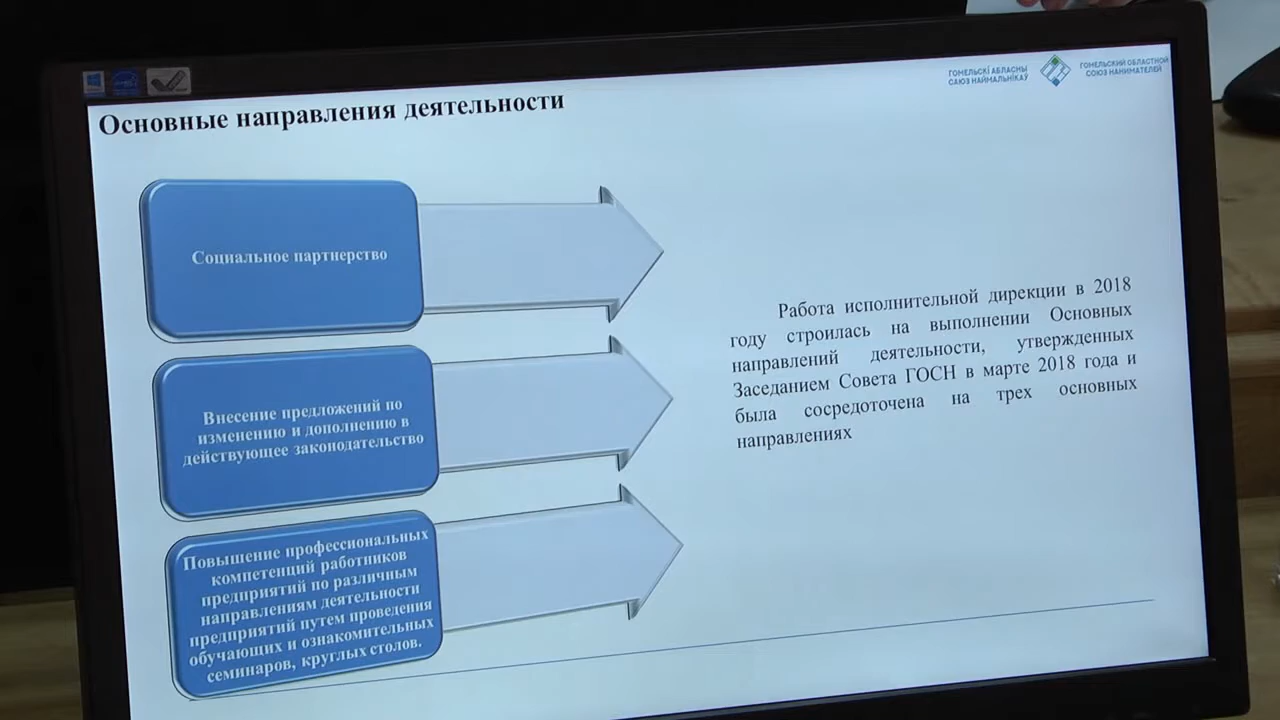 ГОМЕЛЬСКІ АБЛАСНЫ
САЮЗ НАЙМАЛЬНІКАЎ
ГОМЕЛЬСКИЙ ОБЛАСТНОЙ
СОЮЗ НАНИМАТЕЛЕЙ
Основные направления деятельности
Социальное партнерство
Внесение предложений по
изменению и дополнению в
действующее законодательство
Повышение профессиональных
компетенций работников
предприятий по различным
направлениям деятельности
предприятий путем проведения
обучающих и ознакомительных
семинаров, круглых столов.
Работа исполнительной дирекции в 2018
году строилась на выполнении Основных
направлений деятельности, утвержденных
Заседанием Совета ГОСН в марте 2018 года и
была сосредоточена на трех основных
направлениях